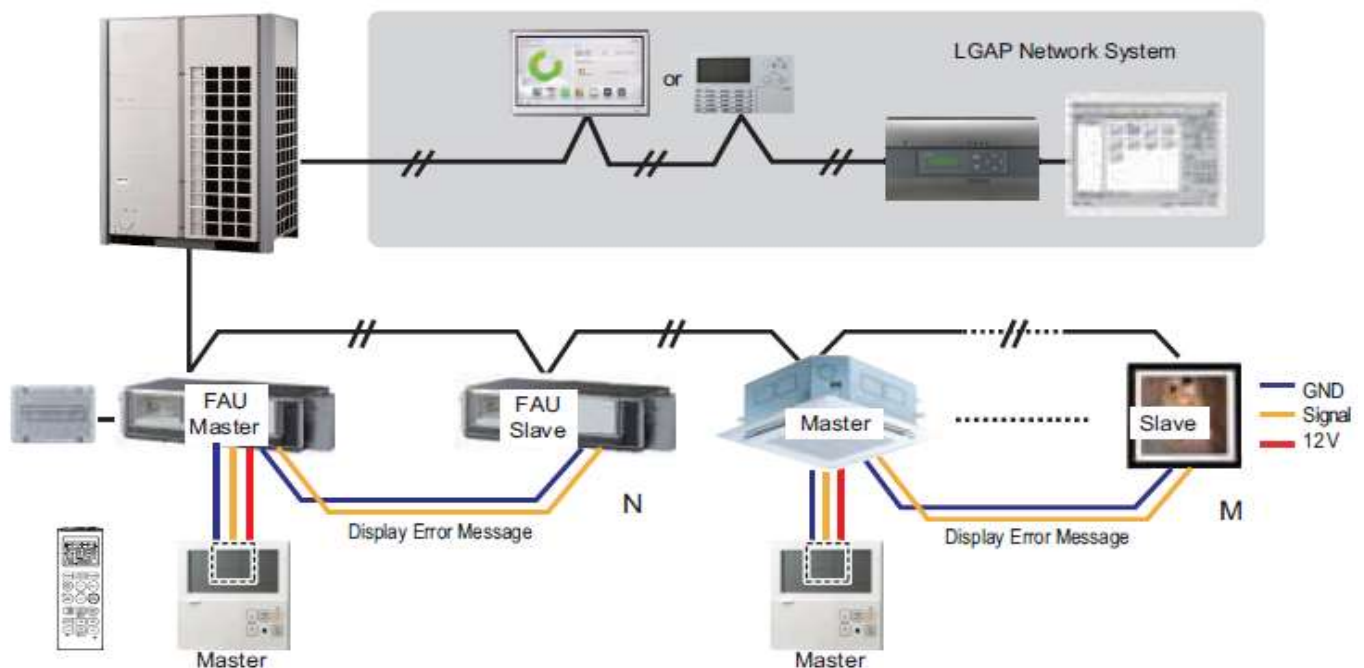 LGAP Network System
or
FAU
Master
FAU
Slave
Master
Slave
GND
Signal
12V
N
M
Display Error Message
Display Error Message
Master
Master